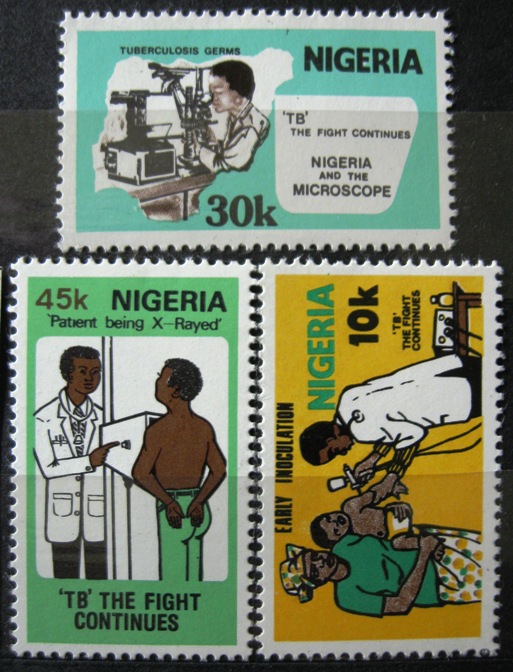 TUBERCULOSIS GERMS
NIGERIA
'TB'
THE FIGHT CONTINUES
NIGERIA
AND THE
MICROSCOPE
30k
45k NIGERIA
'Patient being X-Rayed'
'TB' THE FIGHT
CONTINUES
NIGERIA
10k
'TB'
THE FIGHT
CONTINUES
EARLY INOCULATION